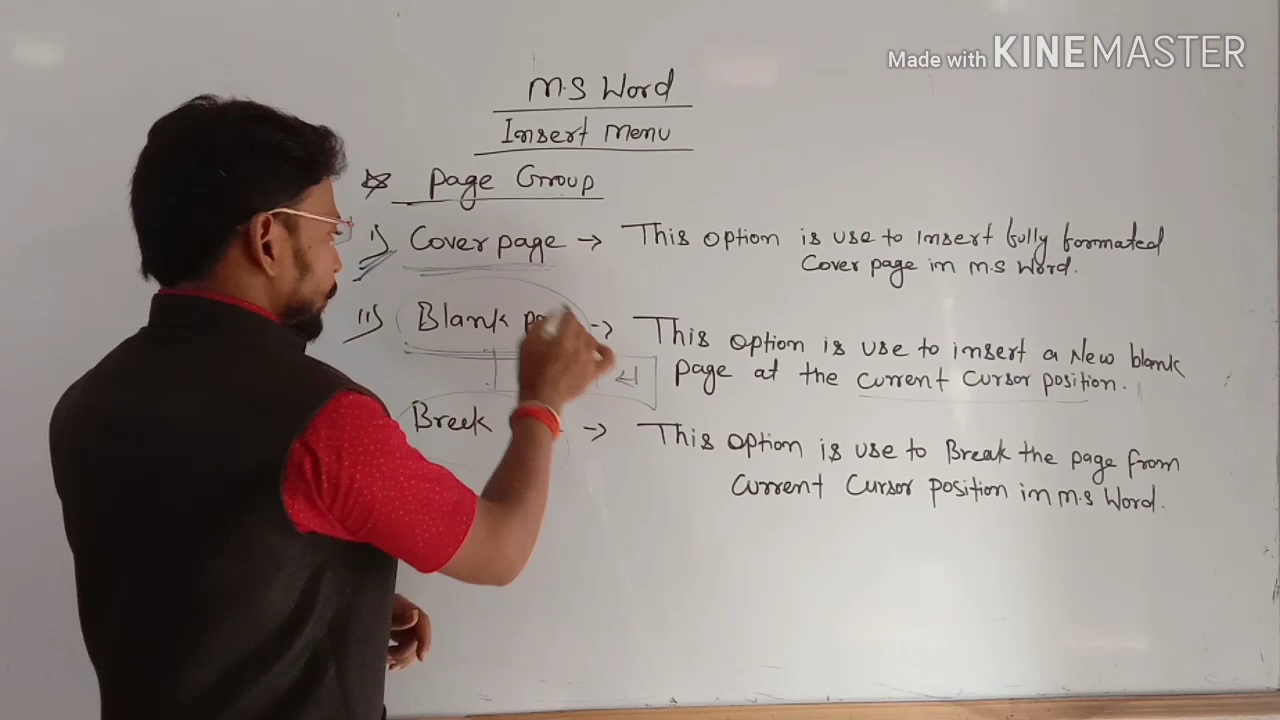 Made with KINEMASTER
M.S Word
Insert Menu
☆ Page Group
i) Cover page → This option is use to insert fully formated
Cover page in M.S Word.
ii) Blank → This option is use to insert a New blank
page at the current cursor position.
Breek → This option is use to Break the page from
current cursor position in M.S Word.